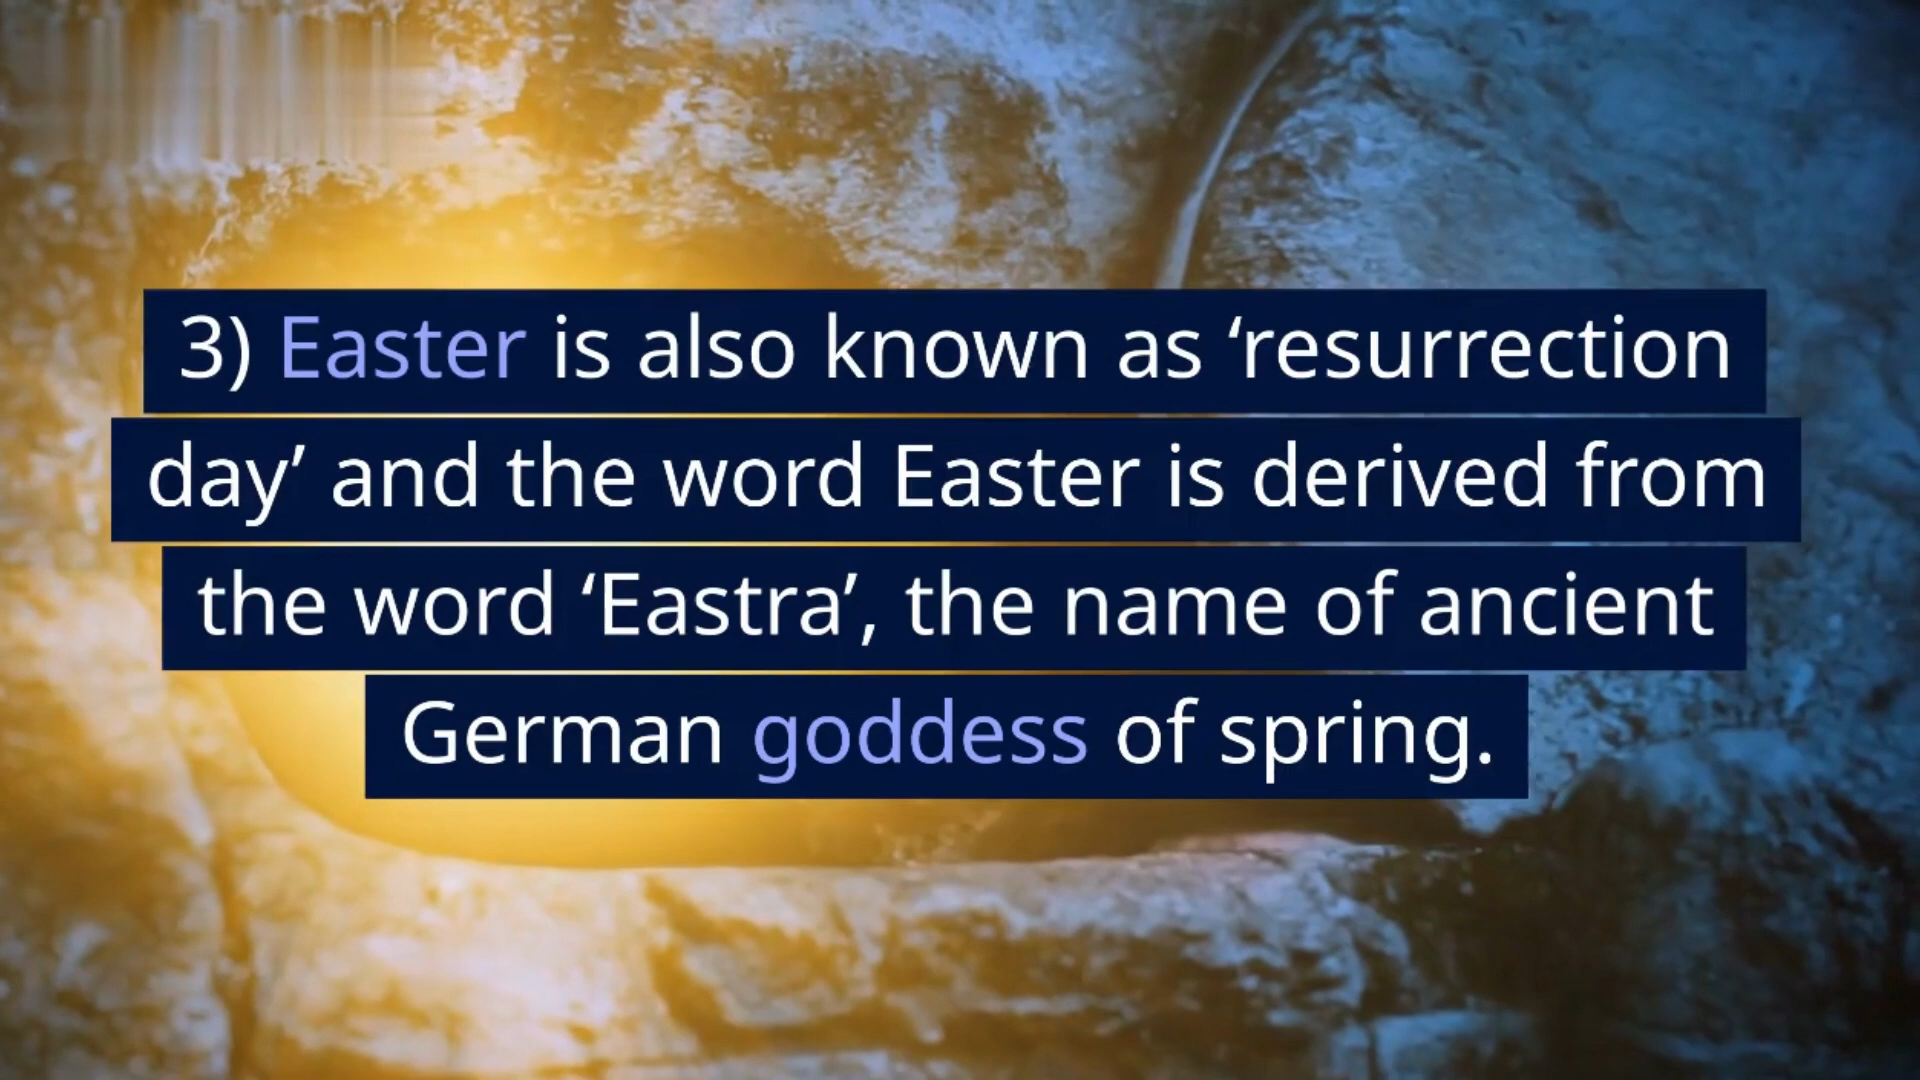 3) Easter is also known as ‘resurrection
day’ and the word Easter is derived from
the word ‘Eastra’, the name of ancient
German goddess of spring.